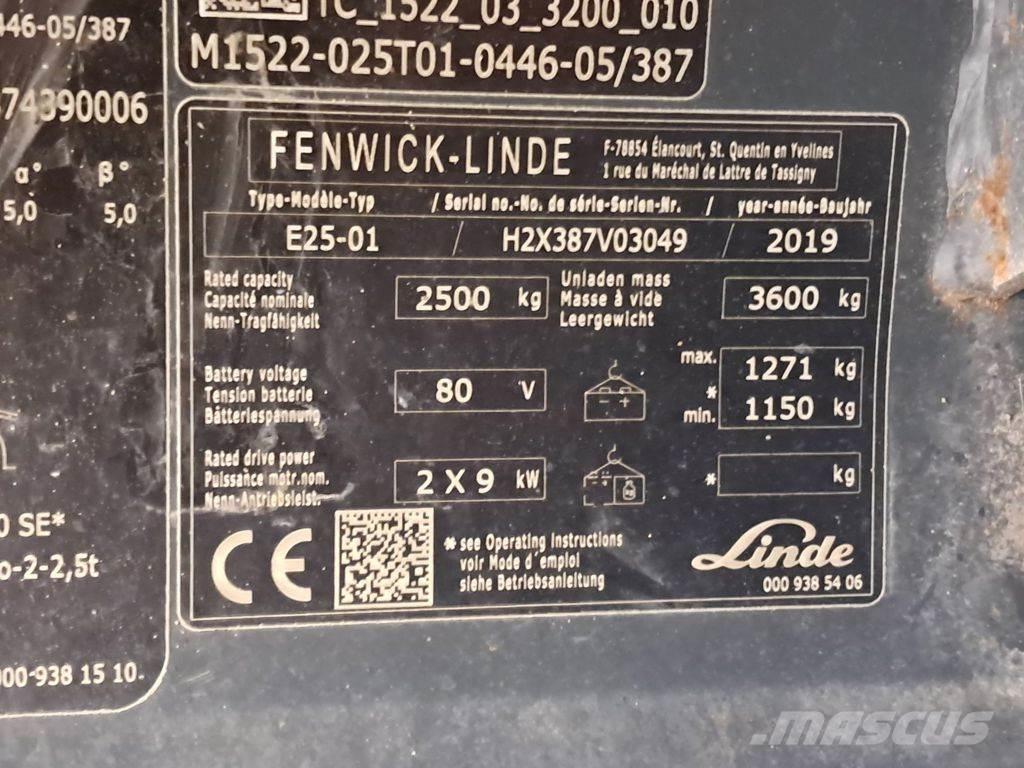 TC_1522_03_3200_010
M1522-025T01-0446-05/387
446-05/387
74390006
α° β°
5,0 5,0
0 SE*
o-2-2,5t
000 938 15 10.
FENWICK-LINDE
F-78854 Élancourt, St. Quentin en Yvelines
1 rue du Maréchal de Lattre de Tassigny
Type-Modèle-Typ / Serial no.-No. de série-Serien-Nr. / year-année-Baujahr
E25-01 / H2X387V03049 / 2019
Rated capacity
Capacité nominale
Nenn-Tragfähigkeit
2500 kg
Unladen mass
Masse à vide
Leergewicht
3600 kg
Battery voltage
Tension batterie
Batteriespannung
80 V
- +
max. 1271 kg
*
min. 1150 kg
Rated drive power
Puissance motr.nom.
Nenn-Antriebsleist.
2 X 9 kW
* kg
CE
* see Operating Instructions
voir Mode d´emploi
siehe Betriebsanleitung
Linde
000 938 54 06
MASCUS